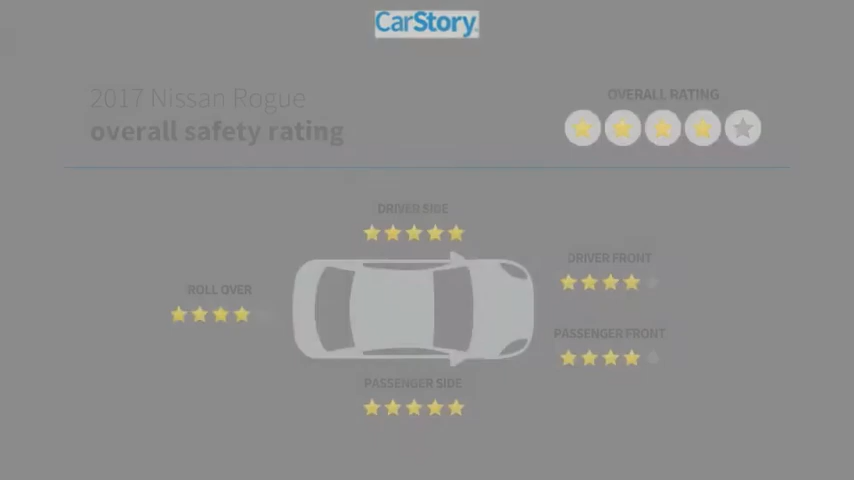 CarStory
2017 Nissan Rogue
overall safety rating
OVERALL RATING
DRIVER SIDE
DRIVER FRONT
ROLL OVER
PASSENGER FRONT
PASSENGER SIDE